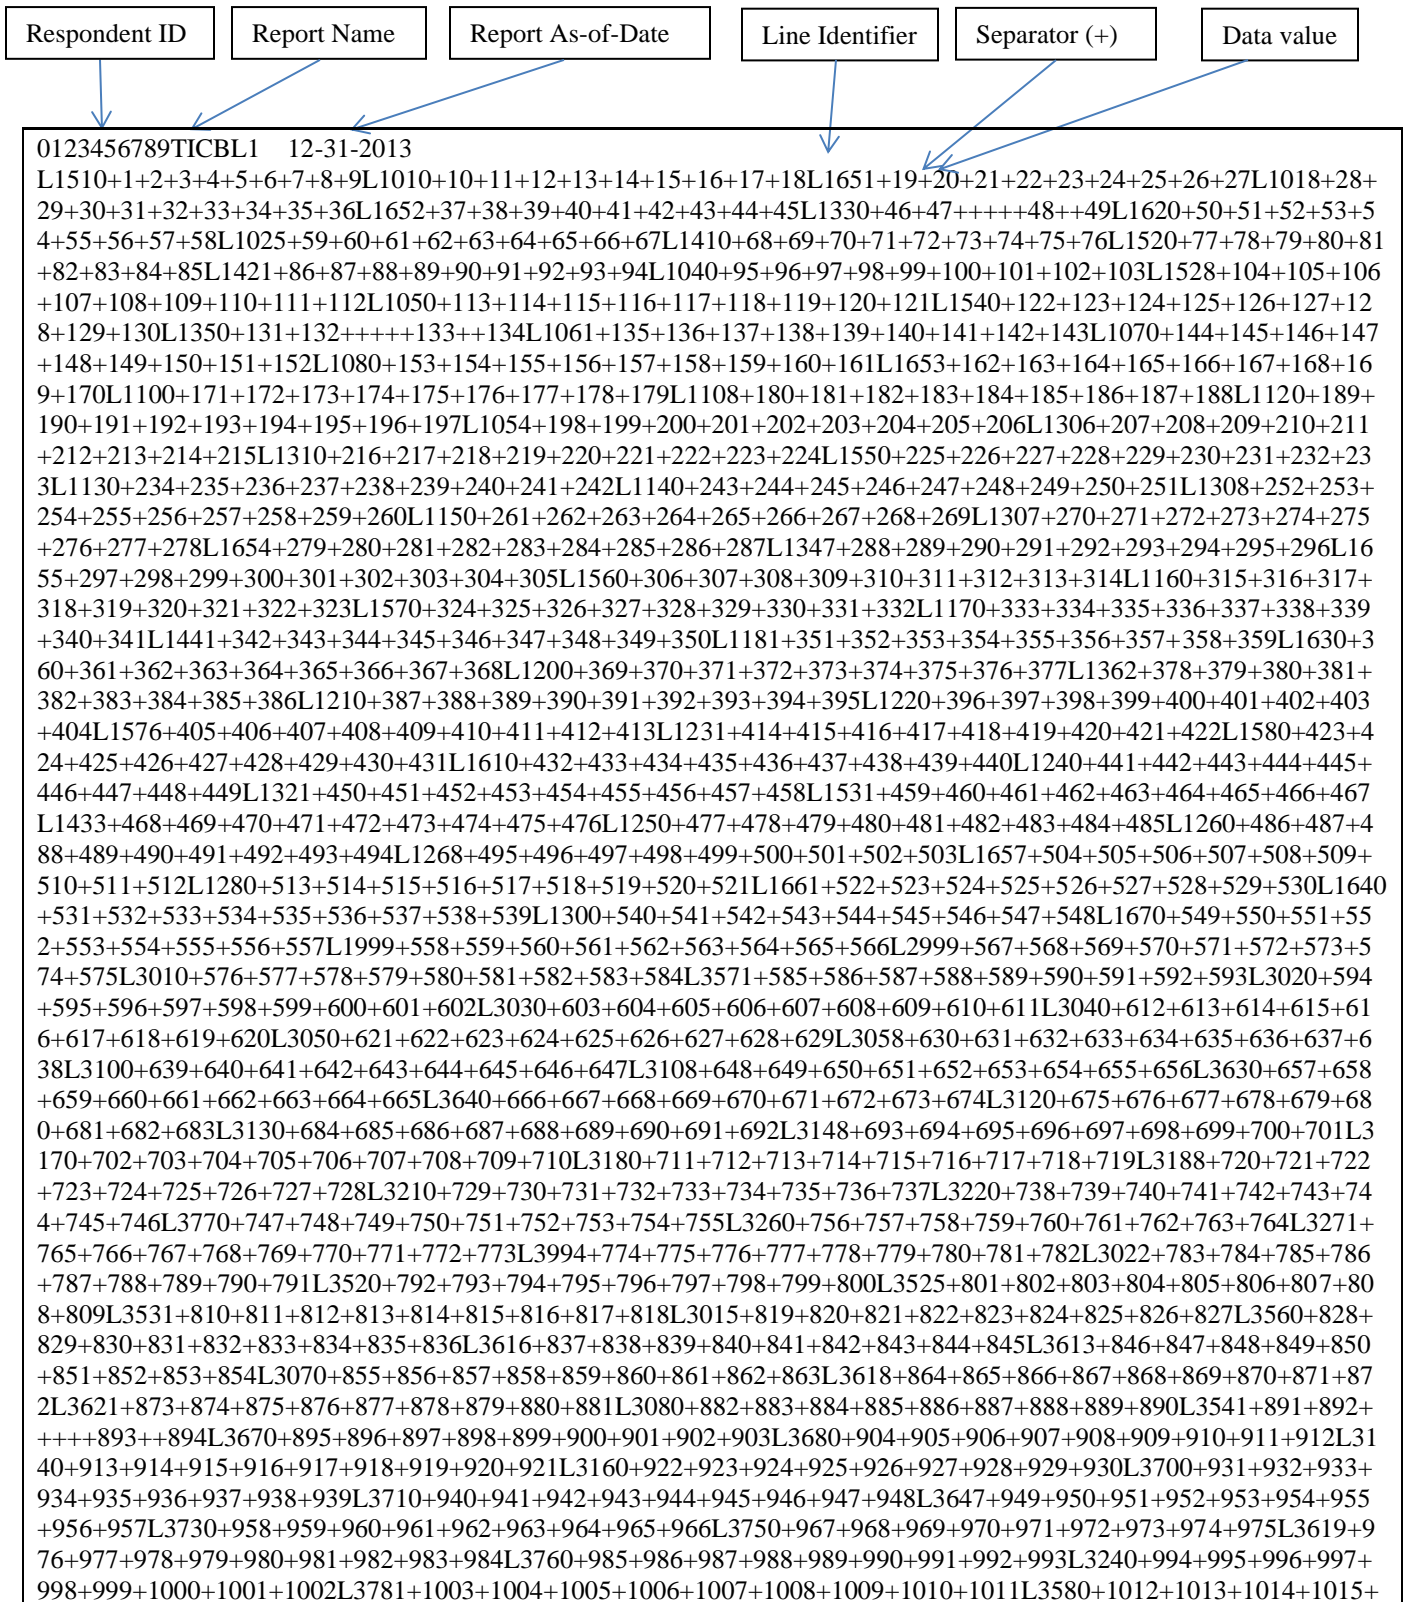 Respondent ID
Report Name
Report As-of-Date
Line Identifier
Separator (+)
Data value
0123456789TICBL1 12-31-2013
L1510+1+2+3+4+5+6+7+8+9L1010+10+11+12+13+14+15+16+17+18L1651+19+20+21+22+23+24+25+26+27L1018+28+
29+30+31+32+33+34+35+36L1652+37+38+39+40+41+42+43+44+45L1330+46+47+++++48++49L1620+50+51+52+53+5
4+55+56+57+58L1025+59+60+61+62+63+64+65+66+67L1410+68+69+70+71+72+73+74+75+76L1520+77+78+79+80+81
+82+83+84+85L1421+86+87+88+89+90+91+92+93+94L1040+95+96+97+98+99+100+101+102+103L1528+104+105+106
+107+108+109+110+111+112L1050+113+114+115+116+117+118+119+120+121L1540+122+123+124+125+126+127+12
8+129+130L1350+131+132+++++133++134L1061+135+136+137+138+139+140+141+142+143L1070+144+145+146+147
+148+149+150+151+152L1080+153+154+155+156+157+158+159+160+161L1653+162+163+164+165+166+167+168+16
9+170L1100+171+172+173+174+175+176+177+178+179L1108+180+181+182+183+184+185+186+187+188L1120+189+
190+191+192+193+194+195+196+197L1054+198+199+200+201+202+203+204+205+206L1306+207+208+209+210+211
+212+213+214+215L1310+216+217+218+219+220+221+222+223+224L1550+225+226+227+228+229+230+231+232+23
3L1130+234+235+236+237+238+239+240+241+242L1140+243+244+245+246+247+248+249+250+251L1308+252+253+
254+255+256+257+258+259+260L1150+261+262+263+264+265+266+267+268+269L1307+270+271+272+273+274+275
+276+277+278L1654+279+280+281+282+283+284+285+286+287L1347+288+289+290+291+292+293+294+295+296L16
55+297+298+299+300+301+302+303+304+305L1560+306+307+308+309+310+311+312+313+314L1160+315+316+317+
318+319+320+321+322+323L1570+324+325+326+327+328+329+330+331+332L1170+333+334+335+336+337+338+339
+340+341L1441+342+343+344+345+346+347+348+349+350L1181+351+352+353+354+355+356+357+358+359L1630+3
60+361+362+363+364+365+366+367+368L1200+369+370+371+372+373+374+375+376+377L1362+378+379+380+381+
382+383+384+385+386L1210+387+388+389+390+391+392+393+394+395L1220+396+397+398+399+400+401+402+403
+404L1576+405+406+407+408+409+410+411+412+413L1231+414+415+416+417+418+419+420+421+422L1580+423+4
24+425+426+427+428+429+430+431L1610+432+433+434+435+436+437+438+439+440L1240+441+442+443+444+445+
446+447+448+449L1321+450+451+452+453+454+455+456+457+458L1531+459+460+461+462+463+464+465+466+467
L1433+468+469+470+471+472+473+474+475+476L1250+477+478+479+480+481+482+483+484+485L1260+486+487+4
88+489+490+491+492+493+494L1268+495+496+497+498+499+500+501+502+503L1657+504+505+506+507+508+509+
510+511+512L1280+513+514+515+516+517+518+519+520+521L1661+522+523+524+525+526+527+528+529+530L1640
+531+532+533+534+535+536+537+538+539L1300+540+541+542+543+544+545+546+547+548L1670+549+550+551+55
2+553+554+555+556+557L1999+558+559+560+561+562+563+564+565+566L2999+567+568+569+570+571+572+573+5
74+575L3010+576+577+578+579+580+581+582+583+584L3571+585+586+587+588+589+590+591+592+593L3020+594
+595+596+597+598+599+600+601+602L3030+603+604+605+606+607+608+609+610+611L3040+612+613+614+615+61
6+617+618+619+620L3050+621+622+623+624+625+626+627+628+629L3058+630+631+632+633+634+635+636+637+6
38L3100+639+640+641+642+643+644+645+646+647L3108+648+649+650+651+652+653+654+655+656L3630+657+658
+659+660+661+662+663+664+665L3640+666+667+668+669+670+671+672+673+674L3120+675+676+677+678+679+68
0+681+682+683L3130+684+685+686+687+688+689+690+691+692L3148+693+694+695+696+697+698+699+700+701L3
170+702+703+704+705+706+707+708+709+710L3180+711+712+713+714+715+716+717+718+719L3188+720+721+722
+723+724+725+726+727+728L3210+729+730+731+732+733+734+735+736+737L3220+738+739+740+741+742+743+74
4+745+746L3770+747+748+749+750+751+752+753+754+755L3260+756+757+758+759+760+761+762+763+764L3271+
765+766+767+768+769+770+771+772+773L3994+774+775+776+777+778+779+780+781+782L3022+783+784+785+786
+787+788+789+790+791L3520+792+793+794+795+796+797+798+799+800L3525+801+802+803+804+805+806+807+80
8+809L3531+810+811+812+813+814+815+816+817+818L3015+819+820+821+822+823+824+825+826+827L3560+828+
829+830+831+832+833+834+835+836L3616+837+838+839+840+841+842+843+844+845L3613+846+847+848+849+850
+851+852+853+854L3070+855+856+857+858+859+860+861+862+863L3618+864+865+866+867+868+869+870+871+87
2L3621+873+874+875+876+877+878+879+880+881L3080+882+883+884+885+886+887+888+889+890L3541+891+892+
++++893++894L3670+895+896+897+898+899+900+901+902+903L3680+904+905+906+907+908+909+910+911+912L31
40+913+914+915+916+917+918+919+920+921L3160+922+923+924+925+926+927+928+929+930L3700+931+932+933+
934+935+936+937+938+939L3710+940+941+942+943+944+945+946+947+948L3647+949+950+951+952+953+954+955
+956+957L3730+958+959+960+961+962+963+964+965+966L3750+967+968+969+970+971+972+973+974+975L3619+9
76+977+978+979+980+981+982+983+984L3760+985+986+987+988+989+990+991+992+993L3240+994+995+996+997+
998+999+1000+1001+1002L3781+1003+1004+1005+1006+1007+1008+1009+1010+1011L3580+1012+1013+1014+1015+